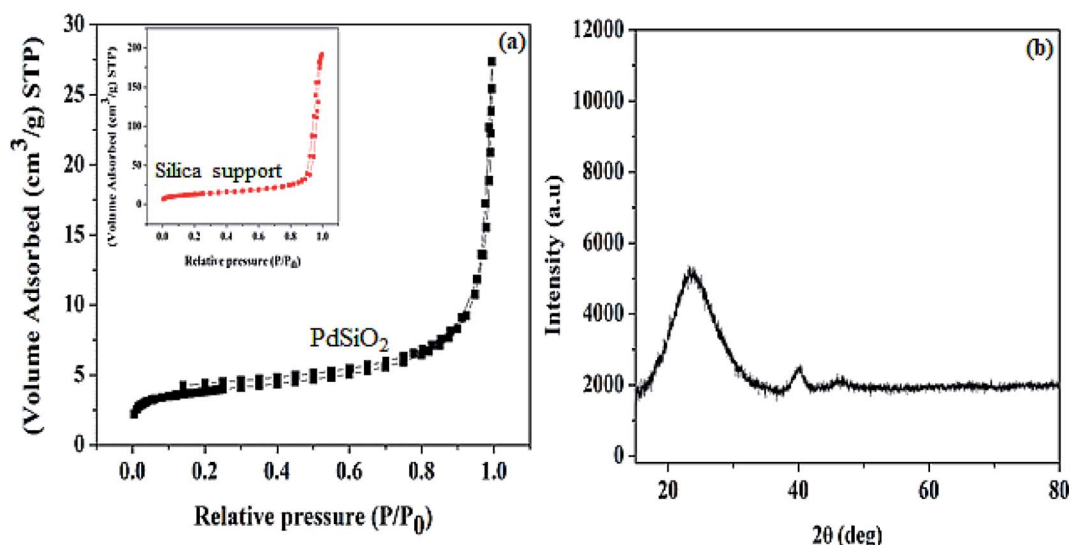 (a)
(Volume Adsorbed (cm³/g) STP
30
25
20
15
10
5
0
0.0 0.2 0.4 0.6 0.8 1.0
Relative pressure (P/P₀)
PdSiO₂
(Volume Adsorbed (cm³/g) STP
200
150
100
50
0
0.0 0.2 0.4 0.6 0.8 1.0
Relative pressure (P/P₀)
Silica support
(b)
Intensity (a.u)
12000
10000
8000
6000
4000
2000
0
20 40 60 80
2θ (deg)